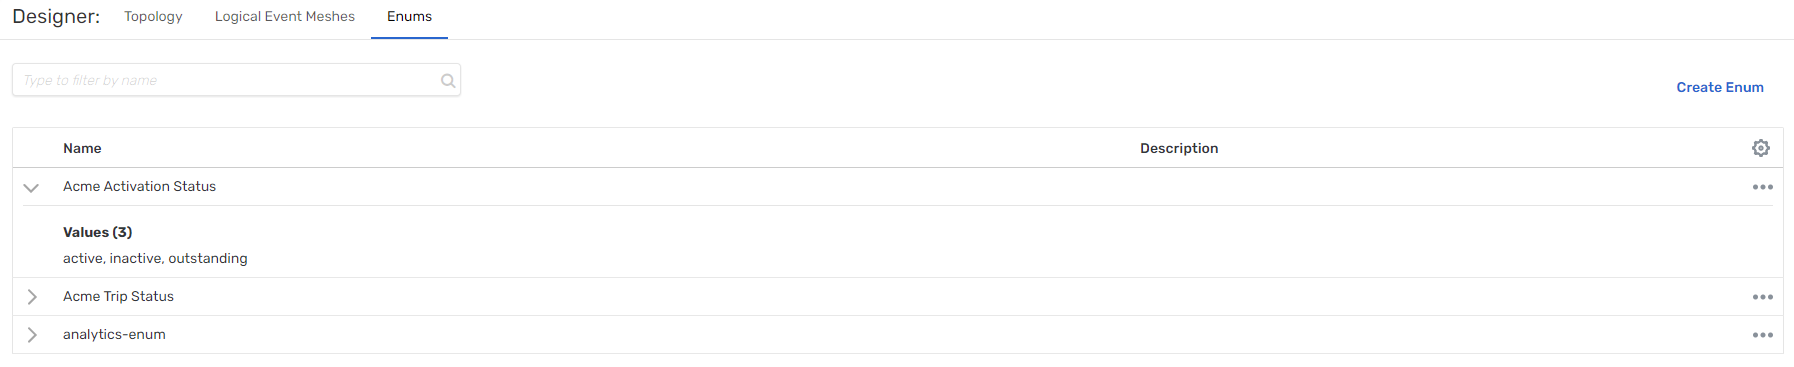 Designer: Topology Logical Event Meshes Enums
Type to filter by name
Create Enum
Name Description
Acme Activation Status
Values (3)
active, inactive, outstanding
Acme Trip Status
analytics-enum